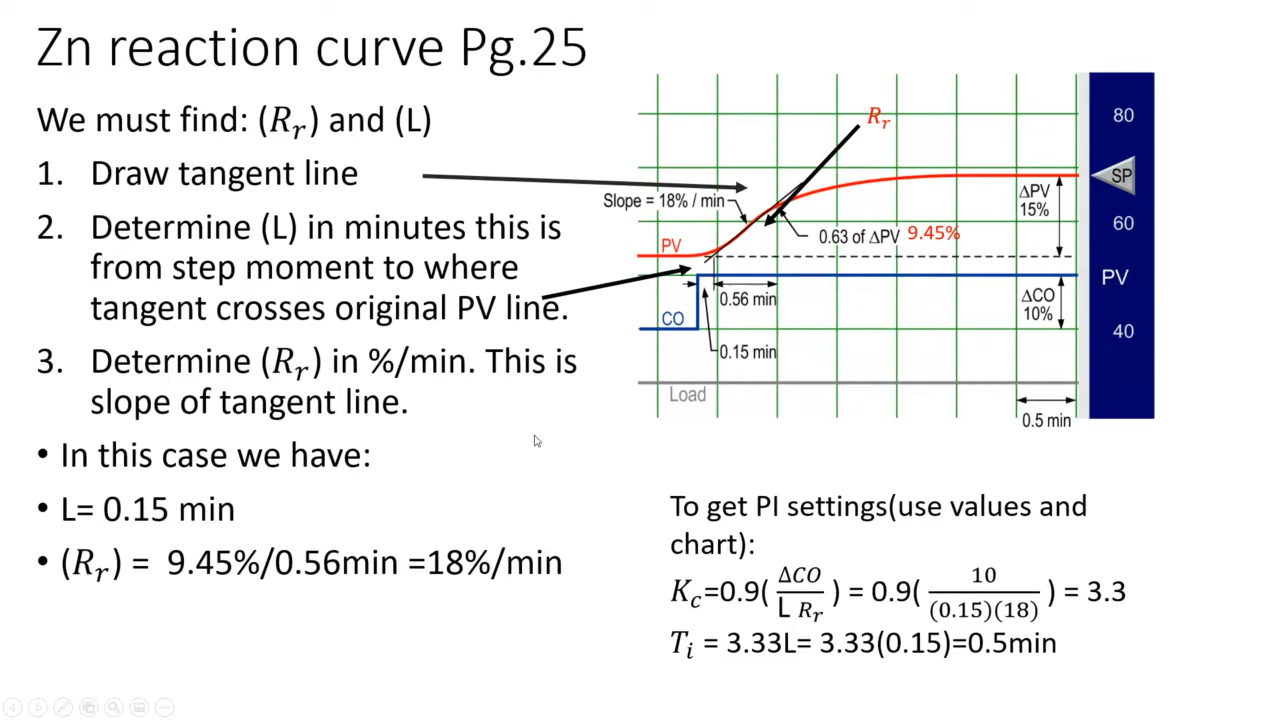 Zn reaction curve Pg.25
We must find: (𝑅ᵣ) and (L)
1. Draw tangent line
2. Determine (L) in minutes this is
from step moment to where
tangent crosses original PV line.
3. Determine (𝑅ᵣ) in %/min. This is
slope of tangent line.
• In this case we have:
• L= 0.15 min
• (𝑅ᵣ) = 9.45%/0.56min =18%/min
𝑅ᵣ
80
SP
ΔPV
15%
Slope = 18% / min
60
0.63 of ΔPV 9.45%
PV
PV
0.56 min
ΔCO
10%
CO
40
0.15 min
Load
0.5 min
To get PI settings(use values and
chart):
𝐾𝑐=0.9(Δ𝐶𝑂/L 𝑅ᵣ) = 0.9(10/(0.15)(18)) = 3.3
𝑇𝑖 = 3.33L= 3.33(0.15)=0.5min